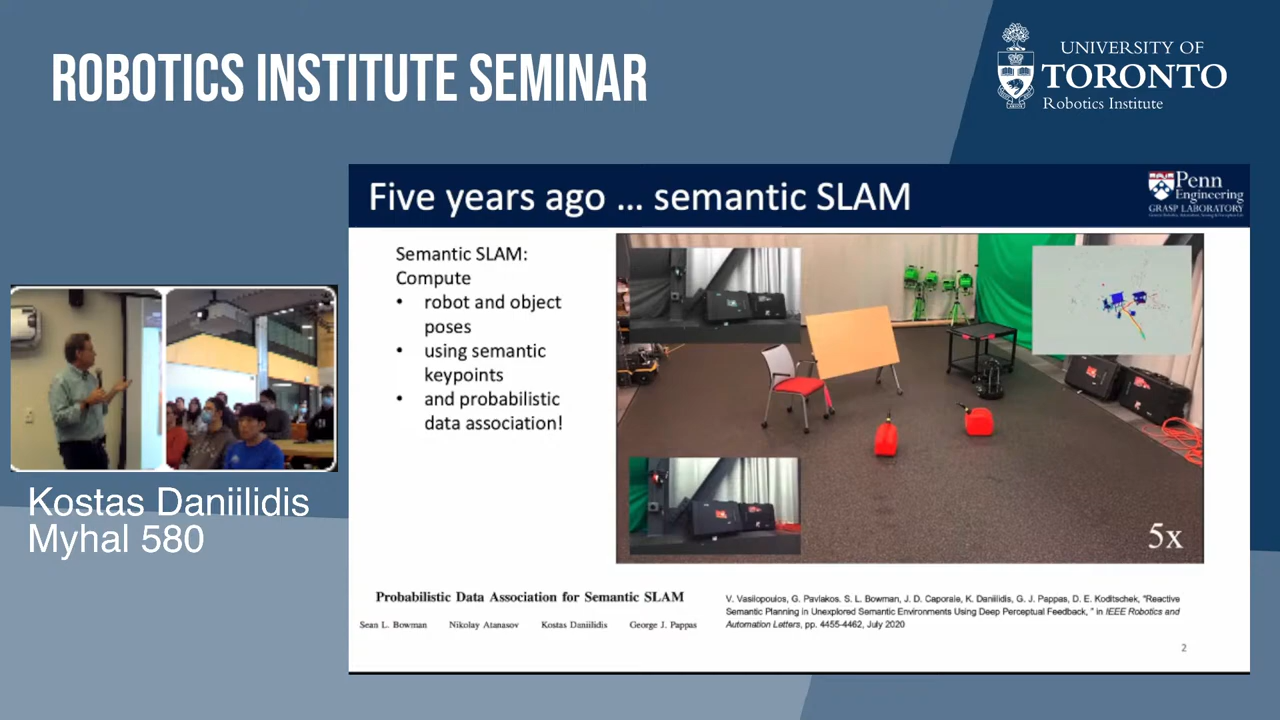 ROBOTICS INSTITUTE SEMINAR
UNIVERSITY OF
TORONTO
Robotics Institute
Five years ago ... semantic SLAM
Penn
Engineering
GRASP LABORATORY
Semantic SLAM:
Compute
• robot and object
poses
• using semantic
keypoints
• and probabilistic
data association!
5x
Kostas Daniilidis
Myhal 580
Probabilistic Data Association for Semantic SLAM
Sean L. Bowman Nikolay Atanasov Kostas Daniilidis George J. Pappas
V. Vasilopoulos, G. Pavlakos, S. L. Bowman, J. D. Caporale, K. Daniilidis, G. J. Pappas, D. E. Koditschek, "Reactive
Semantic Planning in Unexplored Semantic Environments Using Deep Perceptual Feedback, " in IEEE Robotics and
Automation Letters, pp. 4455-4462, July 2020
2